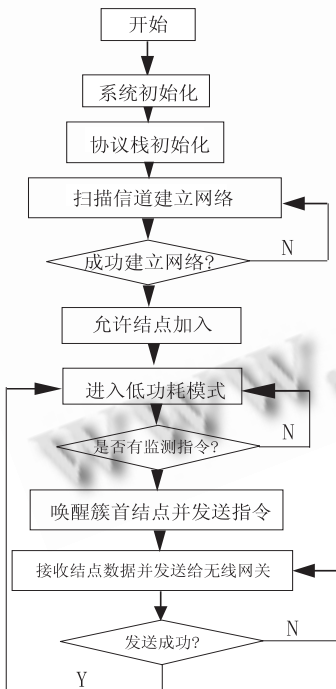 开始
系统初始化
协议栈初始化
扫描信道建立网络
成功建立网络?
N
允许结点加入
进入低功耗模式
是否有监测指令?
N
唤醒簇首结点并发送指令
接收结点数据并发送给无线网关
发送成功?
N
Y